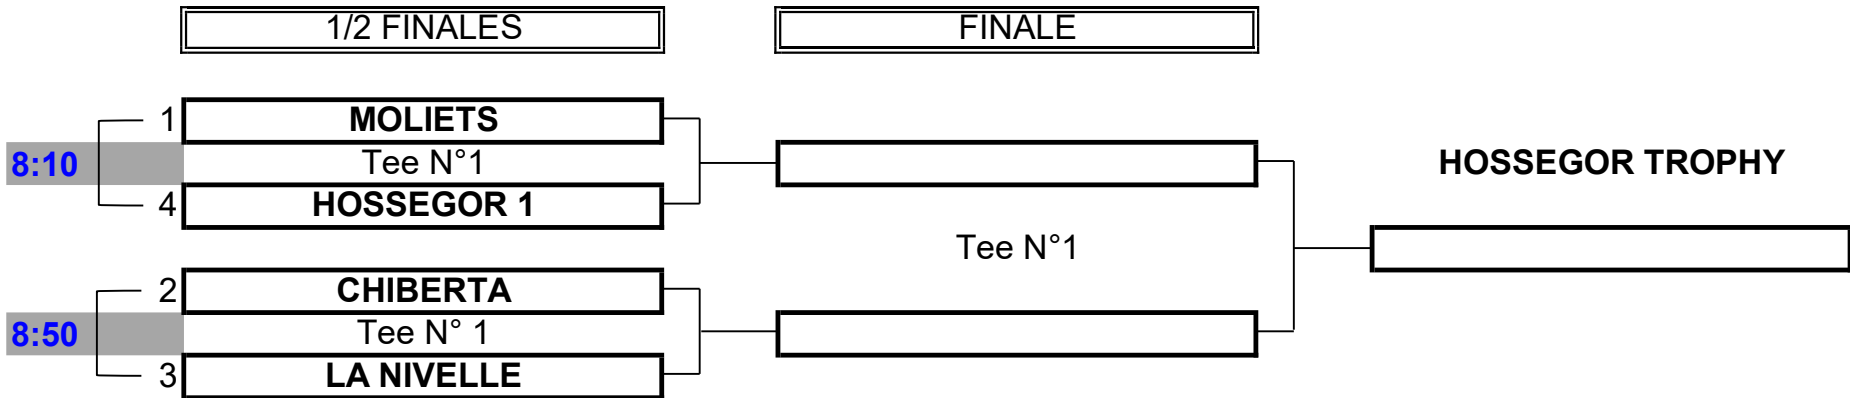 1/2 FINALES
FINALE
1 MOLIETS
8:10 Tee N°1
HOSSEGOR TROPHY
4 HOSSEGOR 1
Tee N°1
2 CHIBERTA
8:50 Tee N° 1
3 LA NIVELLE